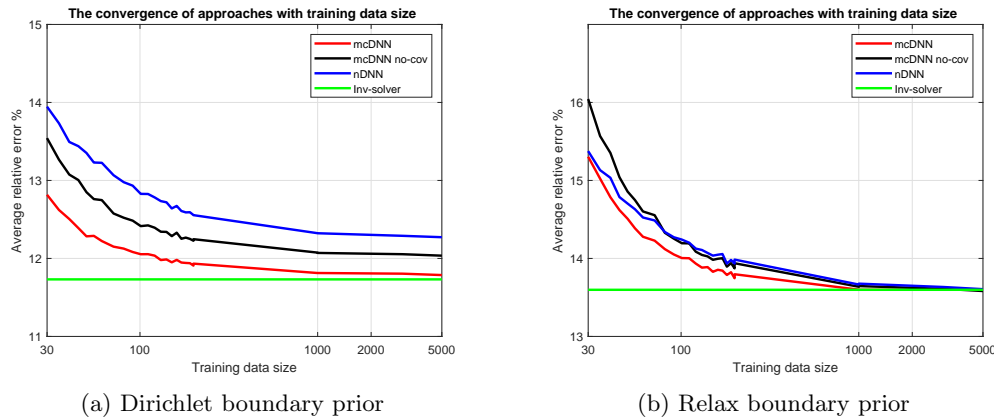 The convergence of approaches with training data size
15
14
13
12
11
Average relative error %
mcDNN
mcDNN no-cov
nDNN
Inv-solver
30 100 1000 2000 5000
Training data size
(a) Dirichlet boundary prior
The convergence of approaches with training data size
16
15
14
13
Average relative error %
mcDNN
mcDNN no-cov
nDNN
Inv-solver
30 100 1000 2000 5000
Training data size
(b) Relax boundary prior